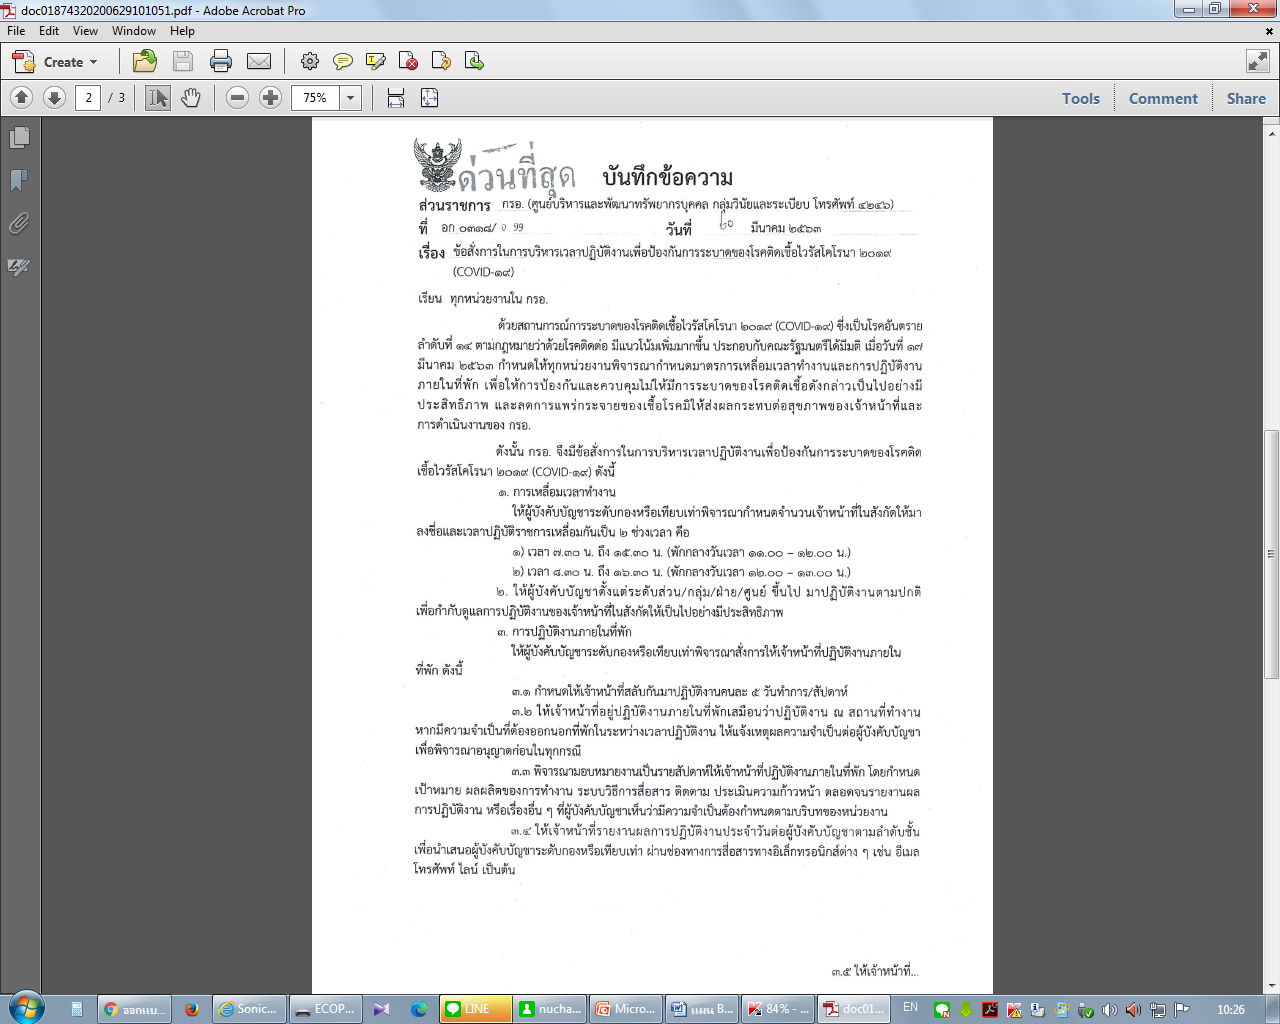 doc01874320200629101051.pdf - Adobe Acrobat Pro
File Edit View Window Help
Create
2 / 3 75% Tools Comment Share
ด่วนที่สุด บันทึกข้อความ
ส่วนราชการ กรอ. (ศูนย์บริหารและพัฒนาทรัพยากรบุคคล กลุ่มวินัยและระเบียบ โทรศัพท์ ๔๒๔๖)
ที่ อก ๐๓๑๘/ว 99 วันที่ ๒๐ มีนาคม ๒๕๖๓
เรื่อง ข้อสั่งการในการบริหารเวลาปฏิบัติงานเพื่อป้องกันการระบาดของโรคติดเชื้อไวรัสโคโรนา ๒๐๑๙
(COVID-๑๙)
เรียน ทุกหน่วยงานใน กรอ.
ด้วยสถานการณ์การระบาดของโรคติดเชื้อไวรัสโคโรนา ๒๐๑๙ (COVID-๑๙) ซึ่งเป็นโรคอันตราย
ลำดับที่ ๑๔ ตามกฎหมายว่าด้วยโรคติดต่อ มีแนวโน้มเพิ่มมากขึ้น ประกอบกับคณะรัฐมนตรีได้มีมติ เมื่อวันที่ ๑๗
มีนาคม ๒๕๖๓ กำหนดให้ทุกหน่วยงานพิจารณากำหนดมาตรการเหลื่อมเวลาทำงานและการปฏิบัติงาน
ภายในที่พัก เพื่อให้การป้องกันและควบคุมไม่ให้มีการระบาดของโรคติดเชื้อดังกล่าวเป็นไปอย่างมี
ประสิทธิภาพ และลดการแพร่กระจายของเชื้อโรคมิให้ส่งผลกระทบต่อสุขภาพของเจ้าหน้าที่และ
การดำเนินงานของ กรอ.
ดังนั้น กรอ. จึงมีข้อสั่งการในการบริหารเวลาปฏิบัติงานเพื่อป้องกันการระบาดของโรคติด
เชื้อไวรัสโคโรนา ๒๐๑๙ (COVID-๑๙) ดังนี้
๑. การเหลื่อมเวลาทำงาน
ให้ผู้บังคับบัญชาระดับกองหรือเทียบเท่าพิจารณากำหนดจำนวนเจ้าหน้าที่ในสังกัดให้มา
ลงชื่อและเวลาปฏิบัติราชการเหลื่อมกันเป็น ๒ ช่วงเวลา คือ
๑) เวลา ๗.๓๐ น. ถึง ๑๕.๓๐ น. (พักกลางวันเวลา ๑๑.๐๐ – ๑๒.๐๐ น.)
๒) เวลา ๘.๓๐ น. ถึง ๑๖.๓๐ น. (พักกลางวันเวลา ๑๒.๐๐ – ๑๓.๐๐ น.)
๒. ให้ผู้บังคับบัญชาตั้งแต่ระดับส่วน/กลุ่ม/ฝ่าย/ศูนย์ ขึ้นไป มาปฏิบัติงานตามปกติ
เพื่อกำกับดูแลการปฏิบัติงานของเจ้าหน้าที่ในสังกัดให้เป็นไปอย่างมีประสิทธิภาพ
๓. การปฏิบัติงานภายในที่พัก
ให้ผู้บังคับบัญชาระดับกองหรือเทียบเท่าพิจารณาสั่งการให้เจ้าหน้าที่ปฏิบัติงานภายใน
ที่พัก ดังนี้
๓.๑ กำหนดให้เจ้าหน้าที่สลับกันมาปฏิบัติงานคนละ ๕ วันทำการ/สัปดาห์
๓.๒ ให้เจ้าหน้าที่อยู่ปฏิบัติงานภายในที่พักเสมือนว่าปฏิบัติงาน ณ สถานที่ทำงาน
หากมีความจำเป็นที่ต้องออกนอกที่พักในระหว่างเวลาปฏิบัติงาน ให้แจ้งเหตุผลความจำเป็นต่อผู้บังคับบัญชา
เพื่อพิจารณาอนุญาตก่อนในทุกกรณี
๓.๓ พิจารณามอบหมายงานเป็นรายสัปดาห์ให้เจ้าหน้าที่ปฏิบัติงานภายในที่พัก โดยกำหนด
เป้าหมาย ผลผลิตของการทำงาน ระบบวิธีการสื่อสาร ติดตาม ประเมินความก้าวหน้า ตลอดจนรายงานผล
การปฏิบัติงาน หรือเรื่องอื่น ๆ ที่ผู้บังคับบัญชาเห็นว่ามีความจำเป็นต้องกำหนดตามบริบทของหน่วยงาน
๓.๔ ให้เจ้าหน้าที่รายงานผลการปฏิบัติงานประจำวันต่อผู้บังคับบัญชาตามลำดับชั้น
เพื่อนำเสนอผู้บังคับบัญชาระดับกองหรือเทียบเท่า ผ่านช่องทางการสื่อสารทางอิเล็กทรอนิกส์ต่าง ๆ เช่น อีเมล
โทรศัพท์ ไลน์ เป็นต้น
๓.๕ ให้เจ้าหน้าที่...
ออกแบ... Sonic... ECOP... LINE nucha... Micro... แผน B... 84% - ... doc01... EN 10:26